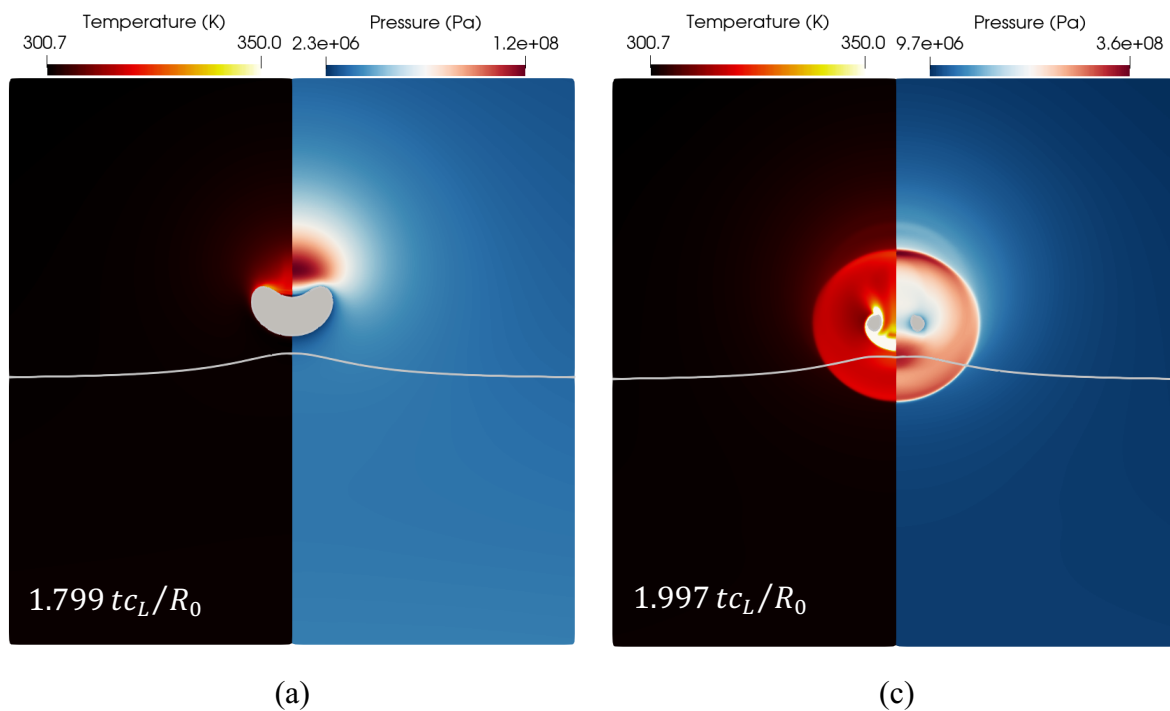 Temperature (K) Pressure (Pa) Temperature (K) Pressure (Pa)
300.7 350.0 2.3e+06 1.2e+08 300.7 350.0 9.7e+06 3.6e+08
1.799 tc_L/R_0 1.997 tc_L/R_0
(a) (c)